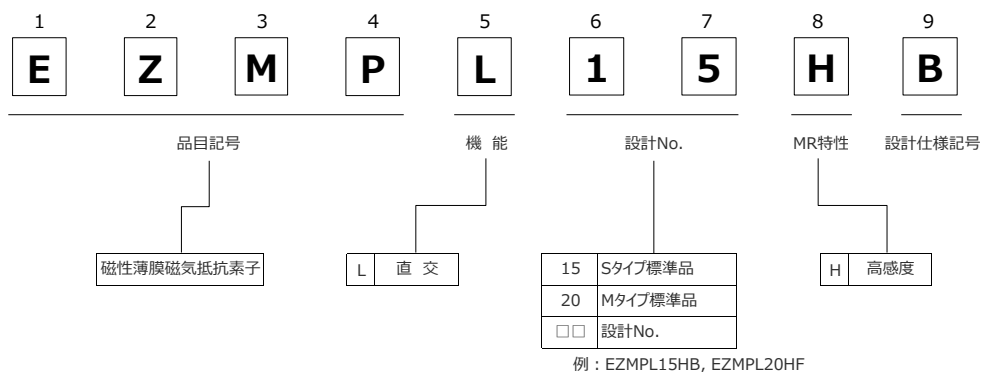 1 2 3 4 5 6 7 8 9
E Z M P L 1 5 H B
品目記号 機 能 設計No. MR特性 設計仕様記号
磁性薄膜磁気抵抗素子
L 直 交
15 Sタイプ標準品
20 Mタイプ標準品
□□ 設計No.
H 高感度
例：EZMPL15HB, EZMPL20HF